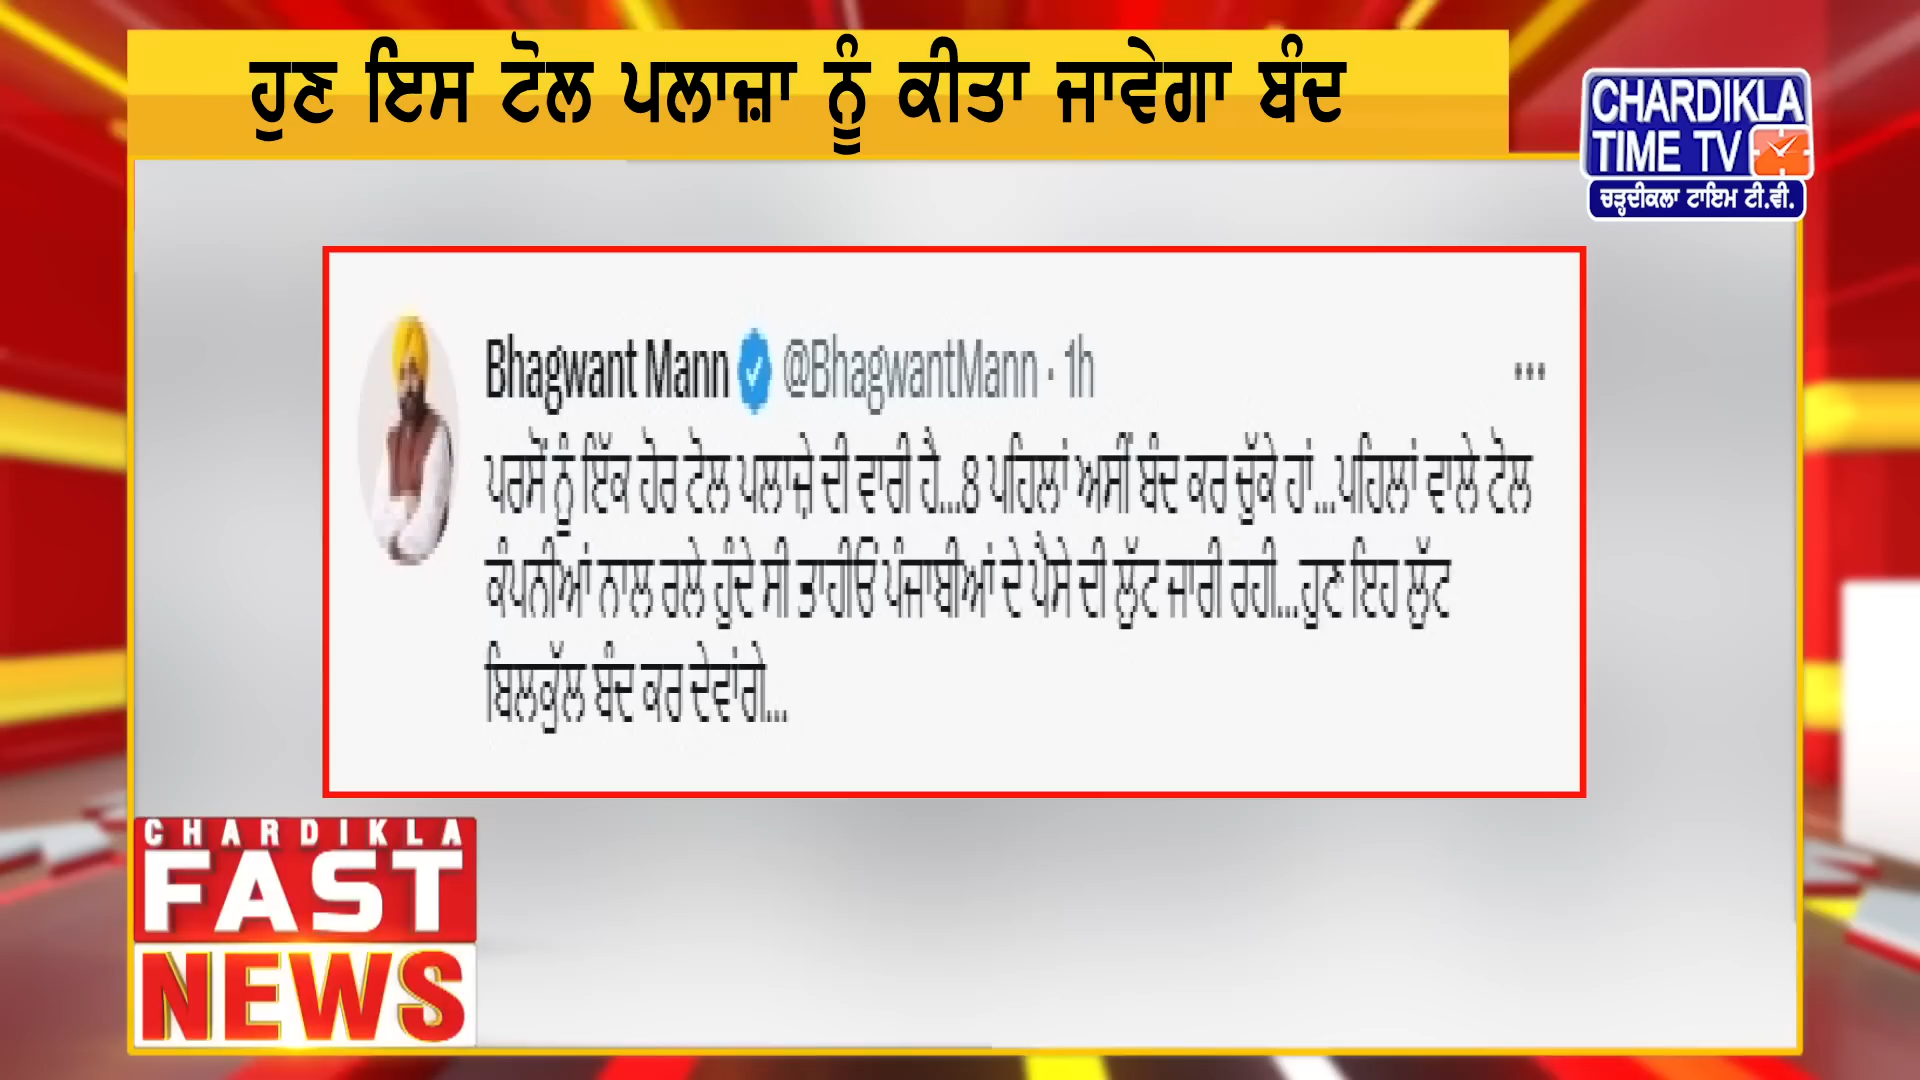 ਹੁਣ ਇਸ ਟੋਲ ਪਲਾਜ਼ਾ ਨੂੰ ਕੀਤਾ ਜਾਵੇਗਾ ਬੰਦ
CHARDIKLA
TIME TV
ਚੜ੍ਹਦੀਕਲਾ ਟਾਇਮ ਟੀ.ਵੀ.
Bhagwant Mann @BhagwantMann · 1h
ਪਰਸੋਂ ਨੂੰ ਇੱਕ ਹੋਰ ਟੋਲ ਪਲਾਜ਼ੇ ਦੀ ਵਾਰੀ ਹੈ...8 ਪਹਿਲਾਂ ਅਸੀਂ ਬੰਦ ਕਰ ਚੁੱਕੇ ਹਾਂ...ਪਹਿਲਾਂ ਵਾਲੇ ਟੋਲ
ਕੰਪਨੀਆਂ ਨਾਲ ਰਲੇ ਹੁੰਦੇ ਸੀ ਤਾਹੀਓਂ ਪੰਜਾਬੀਆਂ ਦੇ ਪੈਸੇ ਦੀ ਲੁੱਟ ਜਾਰੀ ਰਹੀ...ਹੁਣ ਇਹ ਲੁੱਟ
ਬਿਲਕੁੱਲ ਬੰਦ ਕਰ ਦੇਵਾਂਗੇ...
CHARDIKLA
FAST
NEWS